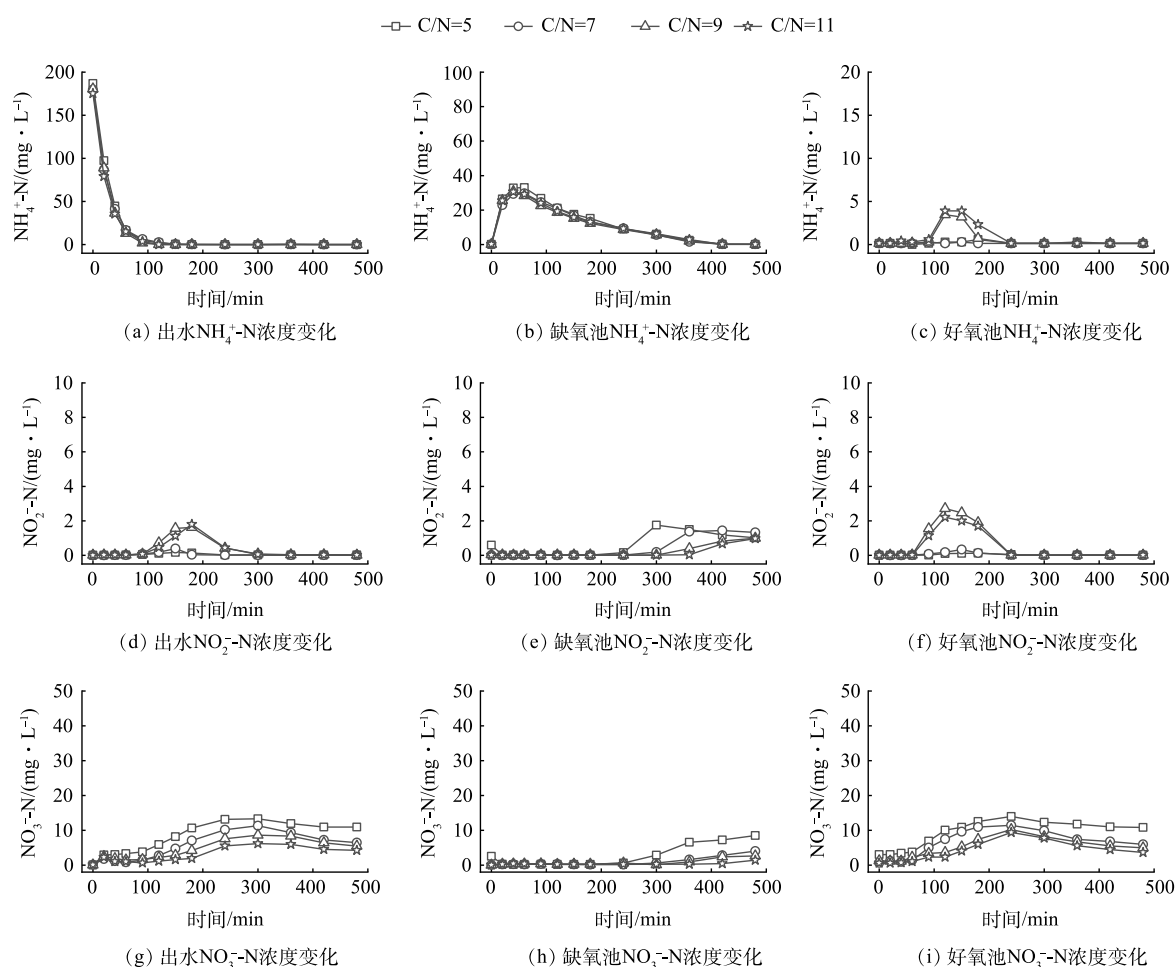 C/N=5 C/N=7 C/N=9 C/N=11
200 150 100 50 0
NH₄⁺-N/(mg·L⁻¹)
0 100 200 300 400 500
时间/min
(a) 出水NH₄⁺-N浓度变化
100 80 60 40 20 0
NH₄⁺-N/(mg·L⁻¹)
0 100 200 300 400 500
时间/min
(b) 缺氧池NH₄⁺-N浓度变化
20 15 10 5 0
NH₄⁺-N/(mg·L⁻¹)
0 100 200 300 400 500
时间/min
(c) 好氧池NH₄⁺-N浓度变化
10 8 6 4 2 0
NO₂⁻-N/(mg·L⁻¹)
0 100 200 300 400 500
时间/min
(d) 出水NO₂⁻-N浓度变化
10 8 6 4 2 0
NO₂⁻-N/(mg·L⁻¹)
0 100 200 300 400 500
时间/min
(e) 缺氧池NO₂⁻-N浓度变化
10 8 6 4 2 0
NO₂⁻-N/(mg·L⁻¹)
0 100 200 300 400 500
时间/min
(f) 好氧池NO₂⁻-N浓度变化
50 40 30 20 10 0
NO₃⁻-N/(mg·L⁻¹)
0 100 200 300 400 500
时间/min
(g) 出水NO₃⁻-N浓度变化
50 40 30 20 10 0
NO₃⁻-N/(mg·L⁻¹)
0 100 200 300 400 500
时间/min
(h) 缺氧池NO₃⁻-N浓度变化
50 40 30 20 10 0
NO₃⁻-N/(mg·L⁻¹)
0 100 200 300 400 500
时间/min
(i) 好氧池NO₃⁻-N浓度变化